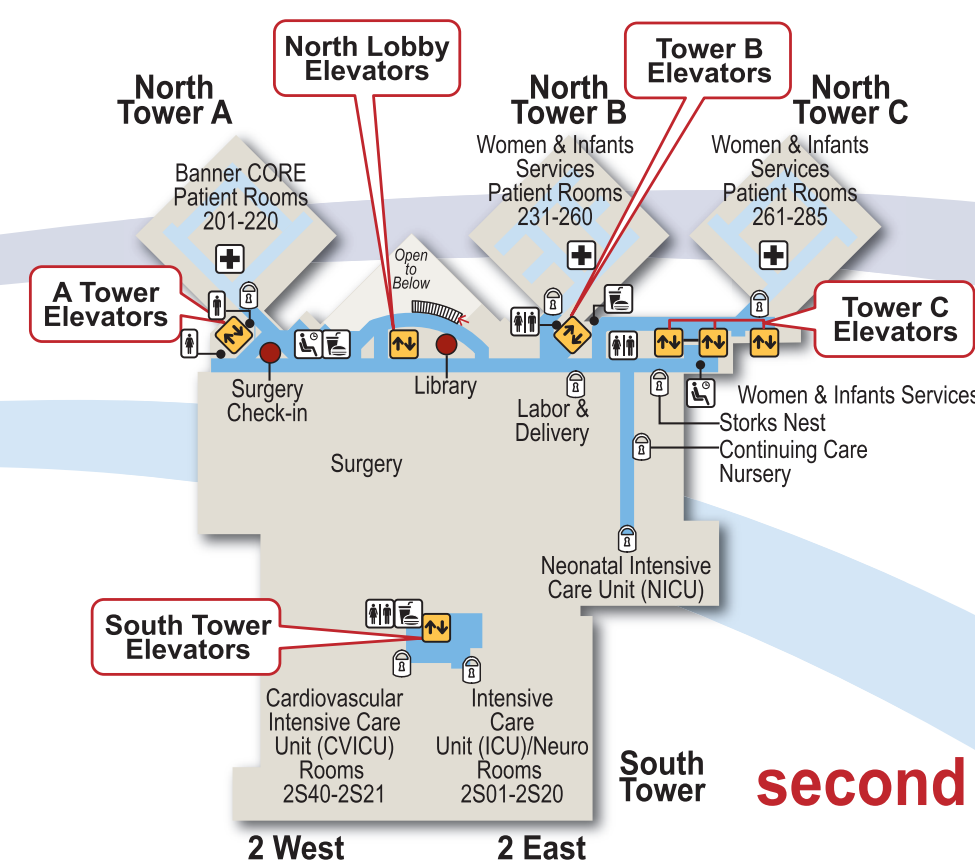 North Lobby
Elevators
Tower B
Elevators
North
Tower A
North
Tower B
North
Tower C
Banner CORE
Patient Rooms
201-220
Women & Infants
Services
Patient Rooms
231-260
Women & Infants
Services
Patient Rooms
261-285
Open
to
Below
A Tower
Elevators
Tower C
Elevators
Surgery
Check-in
Library
Labor &
Delivery
Women & Infants Services
Storks Nest
Continuing Care
Nursery
Surgery
Neonatal Intensive
Care Unit (NICU)
South Tower
Elevators
Cardiovascular
Intensive Care
Unit (CVICU)
Rooms
2S40-2S21
Intensive
Care
Unit (ICU)/Neuro
Rooms
2S01-2S20
South
Tower
second
2 West
2 East